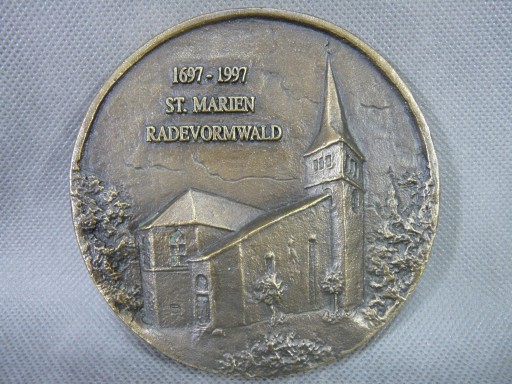 1697 - 1997
ST. MARIEN
RADEVORMWALD